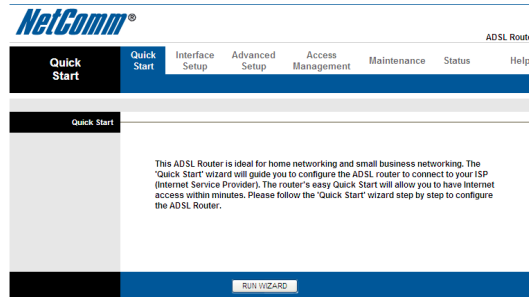 NetComm®
ADSL Route
Quick Start
Quick Start
Interface Setup
Advanced Setup
Access Management
Maintenance
Status
Help
Quick Start
This ADSL Router is ideal for home networking and small business networking. The
'Quick Start' wizard will guide you to configure the ADSL router to connect to your ISP
(Internet Service Provider). The router's easy Quick Start will allow you to have Internet
access within minutes. Please follow the 'Quick Start' wizard step by step to configure
the ADSL Router.
RUN WIZARD